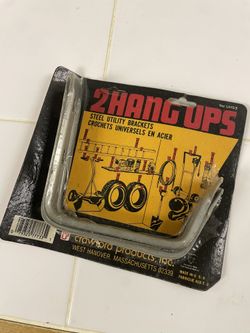 2 HANG UPS
STEEL UTILITY BRACKETS
CROCHETS UNIVERSELS EN ACIER
crawford products, inc.
WEST HANOVER, MASSACHUSETTS 02339
MADE IN U.S.A.